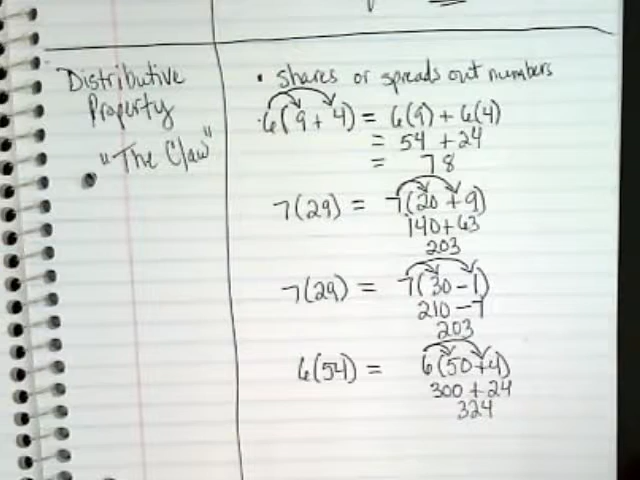 Distributive
Property
"The Claw"
• Shares or spreads out numbers
•6(9+4) = 6(9) + 6(4)
= 54 + 24
= 78
7(29) = 7(20 + 9)
140 + 63
203
7(29) = 7(30 - 1)
210 - 7
203
6(54) = 6(50+4)
300 + 24
324